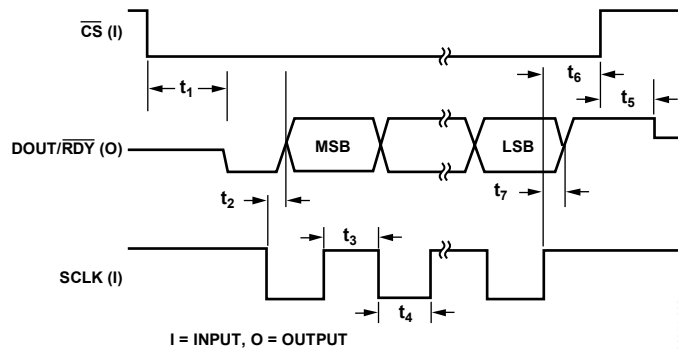 CS (I)
t1
t6
t5
DOUT/RDY (O)
MSB
LSB
t2
t7
t3
SCLK (I)
t4
I = INPUT, O = OUTPUT